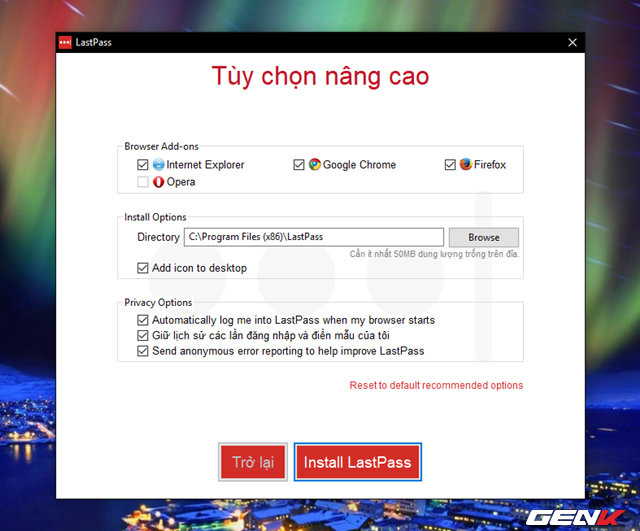 LastPass
Tùy chọn nâng cao
Browser Add-ons
Internet Explorer
Google Chrome
Firefox
Opera
Install Options
Directory C:\Program Files (x86)\LastPass Browse
Cần ít nhất 50MB dung lượng trống trên đĩa.
Add icon to desktop
Privacy Options
Automatically log me into LastPass when my browser starts
Giữ lịch sử các lần đăng nhập và điền mẫu của tôi
Send anonymous error reporting to help improve LastPass
Reset to default recommended options
Trở lại Install LastPass
GENK